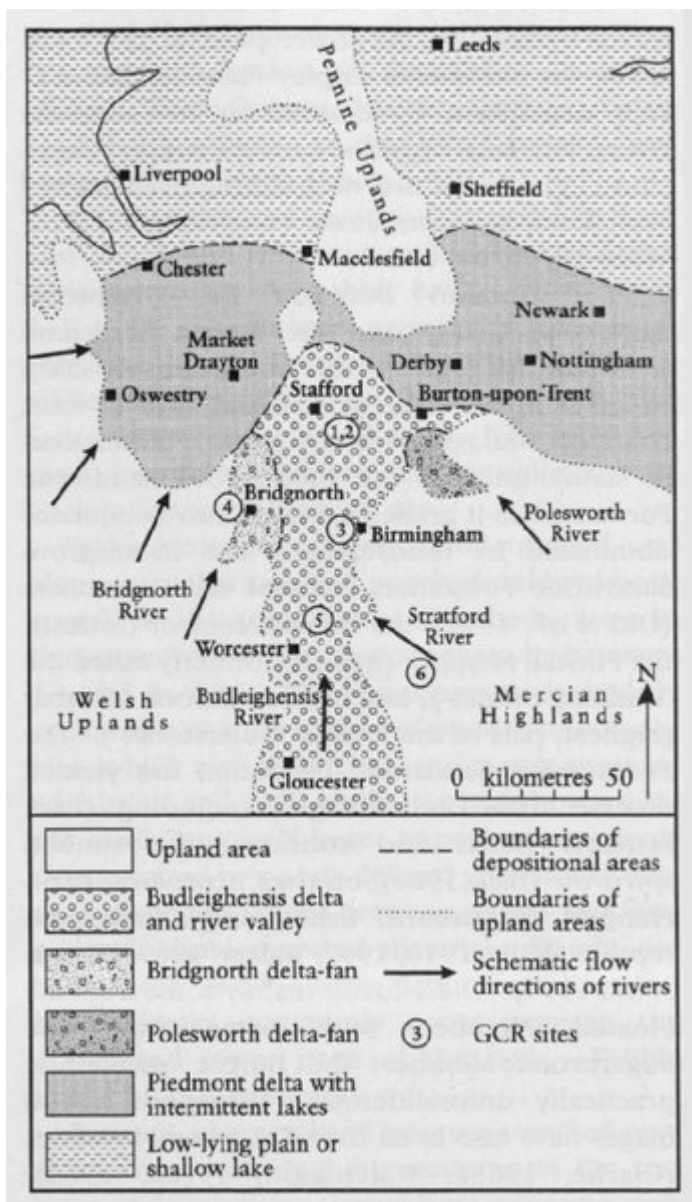 Leeds
Pennine Uplands
Liverpool
Sheffield
Chester
Macclesfield
Newark
Market
Drayton
Derby
Nottingham
Oswestry
Stafford
Burton-upon-Trent
1,2
4
Bridgnorth
3
Birmingham
Polesworth
River
Bridgnorth
River
5
Stratford
River
Worcester
6
Welsh
Uplands
Budleighensis
River
Mercian
Highlands
N
Gloucester
0 kilometres 50
Upland area
Boundaries of
depositional areas
Budleighensis delta
and river valley
Boundaries of
upland areas
Bridgnorth delta-fan
Schematic flow
directions of rivers
Polesworth delta-fan
3
GCR sites
Piedmont delta with
intermittent lakes
Low-lying plain or
shallow lake